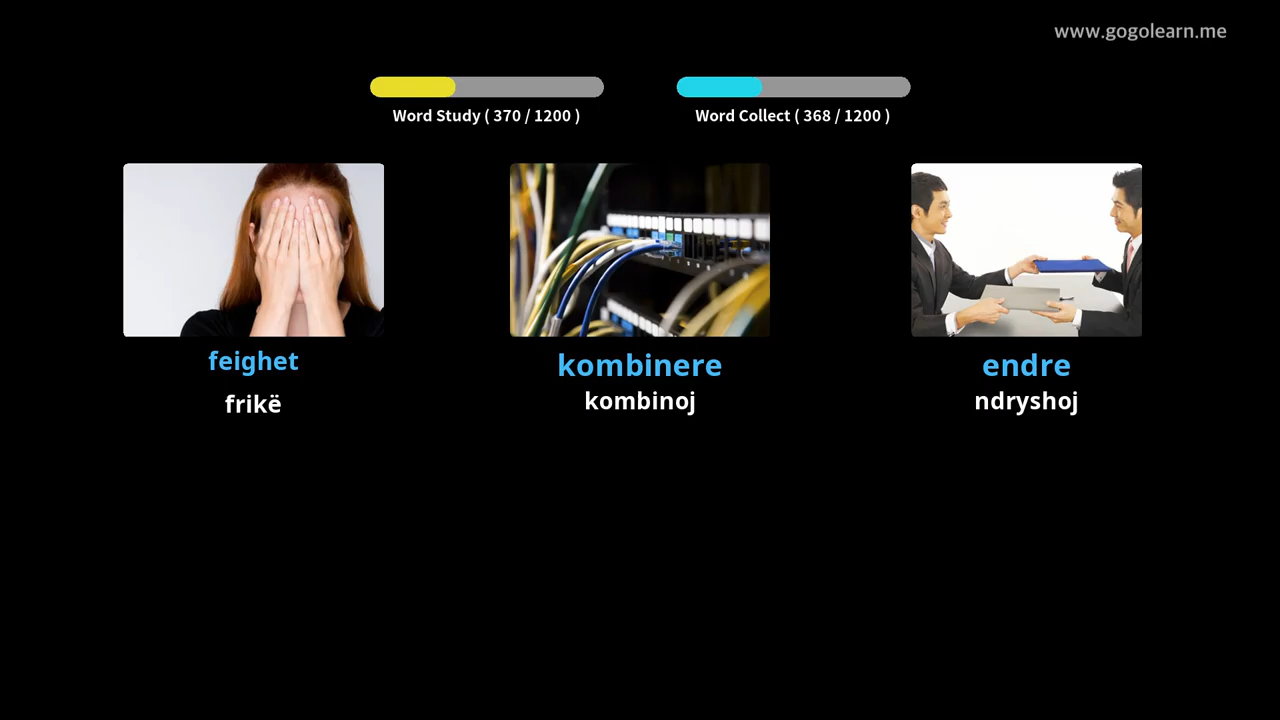 www.gogolearn.me
Word Study ( 370 / 1200 )
Word Collect ( 368 / 1200 )
feighet
kombinere
endre
frikë
kombinoj
ndryshoj